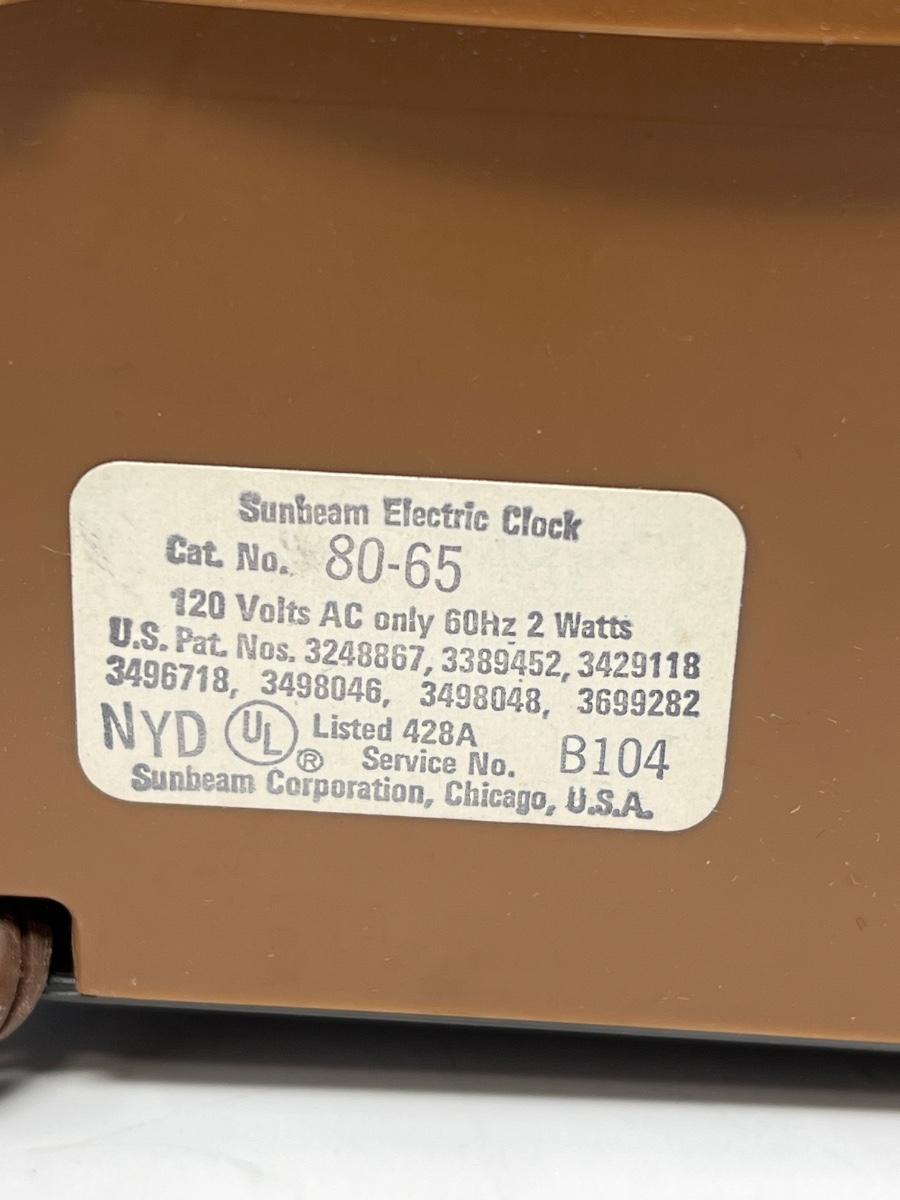 Sunbeam Electric Clock
Cat. No. 80-65
120 Volts AC only 60Hz 2 Watts
U.S. Pat. Nos. 3248867, 3389452, 3429118
3496718, 3498046, 3498048, 3699282
NYD UL® Listed 428A
Service No. B104
Sunbeam Corporation, Chicago, U.S.A.